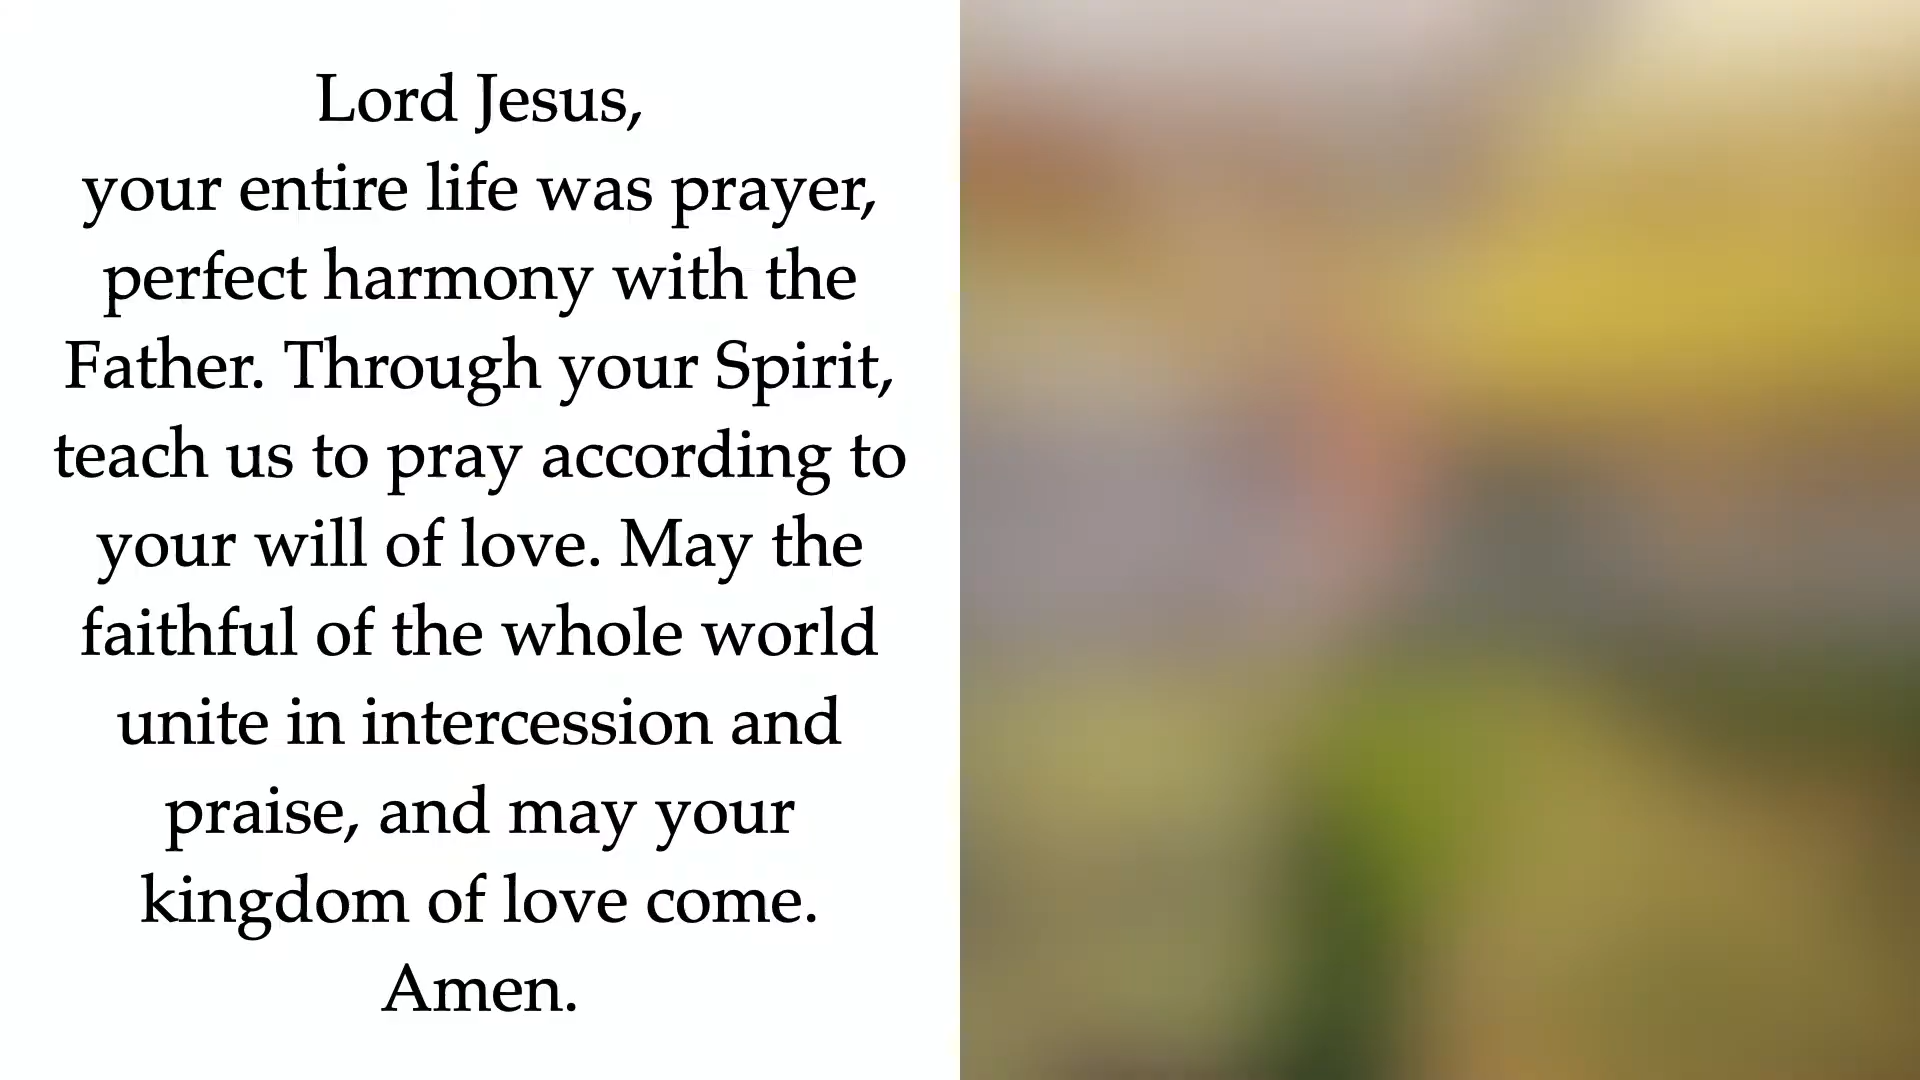 Lord Jesus,
your entire life was prayer,
perfect harmony with the
Father. Through your Spirit,
teach us to pray according to
your will of love. May the
faithful of the whole world
unite in intercession and
praise, and may your
kingdom of love come.
Amen.